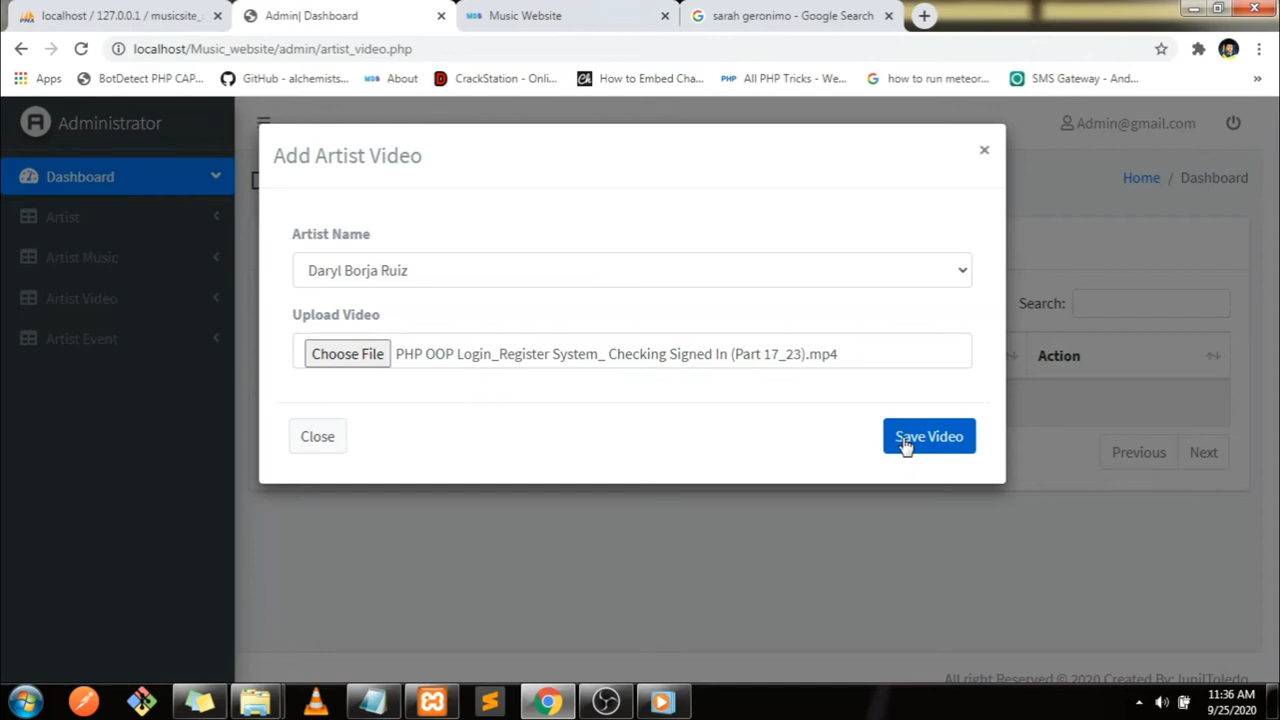 localhost / 127.0.0.1 / musicsite_
Admin| Dashboard
Music Website
sarah geronimo - Google Search
localhost/Music_website/admin/artist_video.php
Apps
BotDetect PHP CAP...
GitHub - alchemists...
About
CrackStation - Onli...
How to Embed Cha...
PHP
All PHP Tricks - We...
how to run meteor...
SMS Gateway - And...
»
Administrator
Admin@gmail.com
Add Artist Video
×
Dashboard
Home / Dashboard
Artist
Artist Name
Artist Music
Daryl Borja Ruiz
Artist Video
Search:
Upload Video
Artist Event
Choose File PHP OOP Login_Register System_ Checking Signed In (Part 17_23).mp4
Action
Close
Save Video
Previous
Next
All right Reserved © 2020 Created By: JunilToledo
11:36 AM
9/25/2020